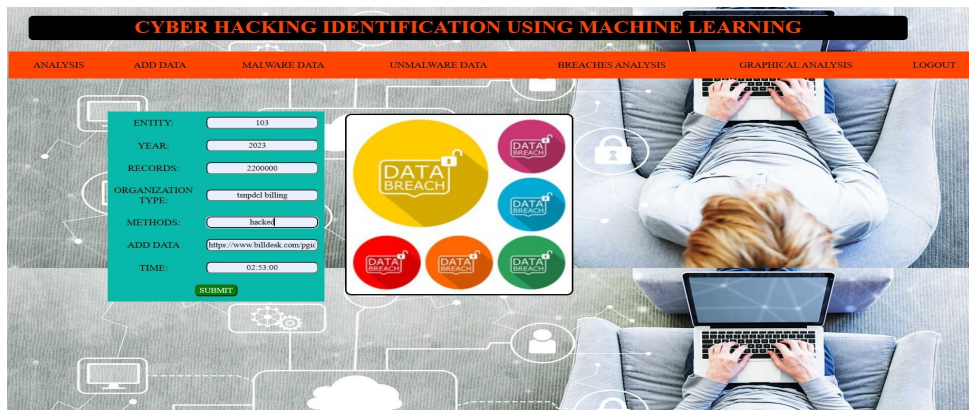 CYBER HACKING IDENTIFICATION USING MACHINE LEARNING
ANALYSIS ADD DATA MALWARE DATA UNMALWARE DATA BREACHES ANALYSIS GRAPHICAL ANALYSIS LOGOUT
ENTITY: 103
YEAR: 2023
RECORDS: 2200000
ORGANIZATION
TYPE: tsnpdcl billing
METHODS: hacked
ADD DATA https://www.billdesk.com/pgic
TIME: 02:53:00
SUBMIT
DATA
BREACH
DATA
BREACH
DATA
BREACH
DATA
BREACH
DATA
BREACH
DATA
BREACH